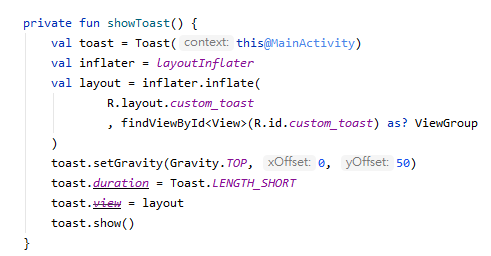 private fun showToast() {
    val toast = Toast( context: this@MainActivity)
    val inflater = layoutInflater
    val layout = inflater.inflate(
            R.layout.custom_toast
            , findViewById<View>(R.id.custom_toast) as? ViewGroup
    )
    toast.setGravity(Gravity.TOP, xOffset: 0, yOffset: 50)
    toast.duration = Toast.LENGTH_SHORT
    toast.view = layout
    toast.show()
}